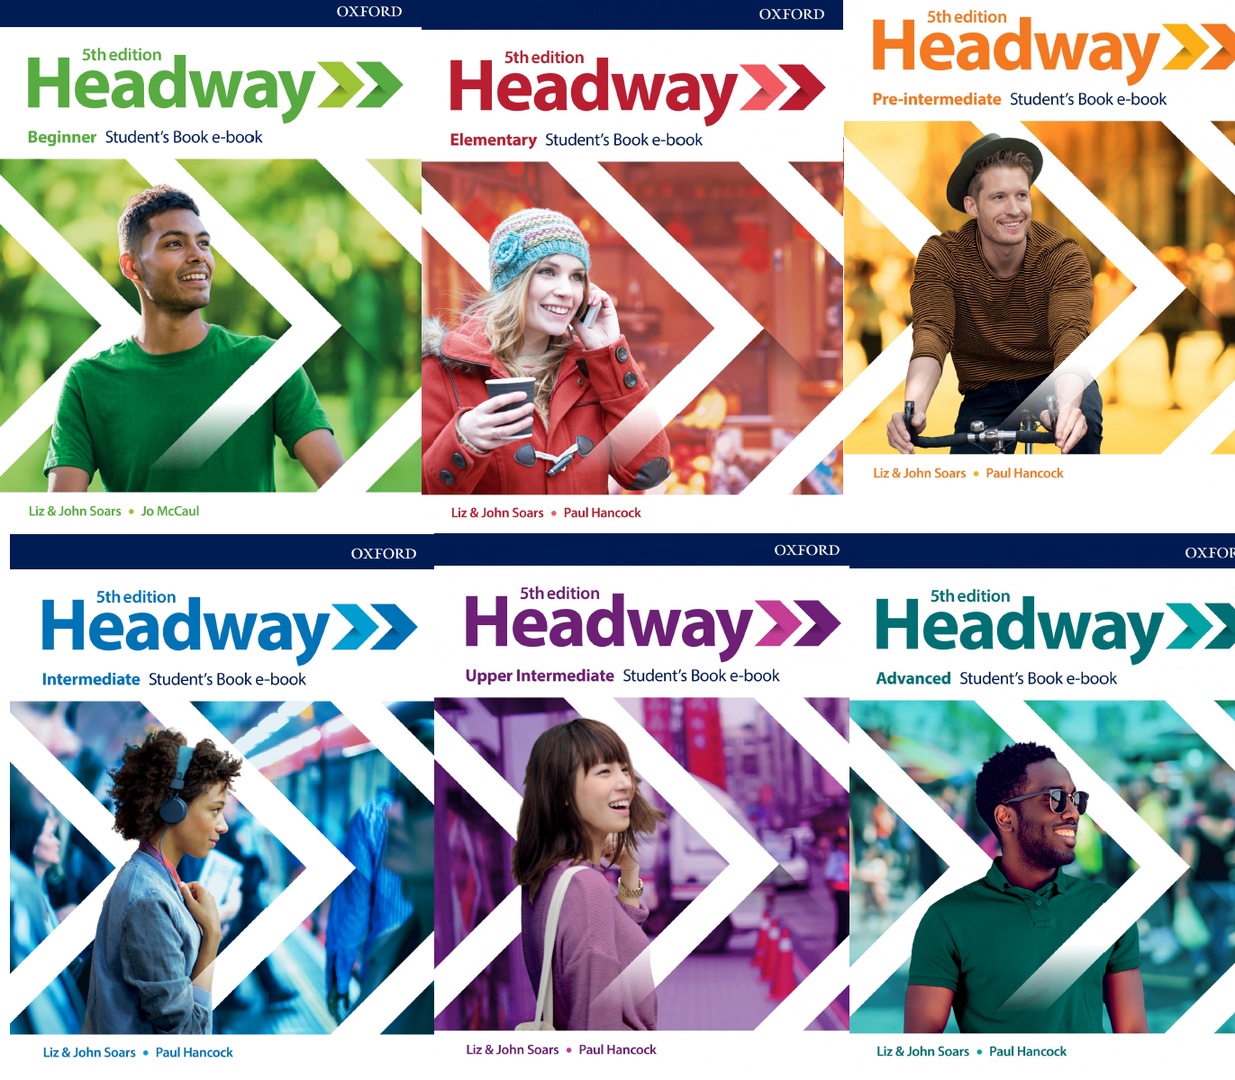 OXFORD
5th edition
Headway
Beginner Student's Book e-book
Liz & John Soars • Jo McCaul
OXFORD
5th edition
Headway
Elementary Student's Book e-book
Liz & John Soars • Paul Hancock
5th edition
Headway
Pre-intermediate Student's Book e-book
Liz & John Soars • Paul Hancock
OXFORD
5th edition
Headway
Intermediate Student's Book e-book
Liz & John Soars • Paul Hancock
OXFORD
5th edition
Headway
Upper Intermediate Student's Book e-book
Liz & John Soars • Paul Hancock
OXFOR
5th edition
Headway
Advanced Student's Book e-book
Liz & John Soars • Paul Hancock